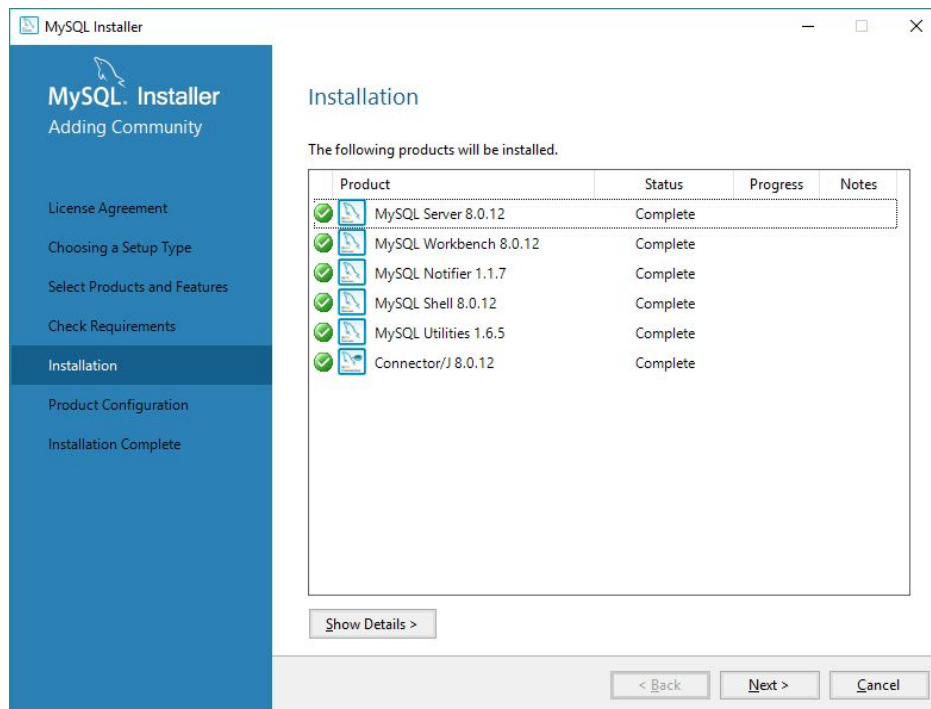 MySQL Installer
MySQL. Installer
Adding Community
License Agreement
Choosing a Setup Type
Select Products and Features
Check Requirements
Installation
Product Configuration
Installation Complete
Installation
The following products will be installed.
Product Status Progress Notes
MySQL Server 8.0.12 Complete
MySQL Workbench 8.0.12 Complete
MySQL Notifier 1.1.7 Complete
MySQL Shell 8.0.12 Complete
MySQL Utilities 1.6.5 Complete
Connector/J 8.0.12 Complete
Show Details >
< Back Next > Cancel